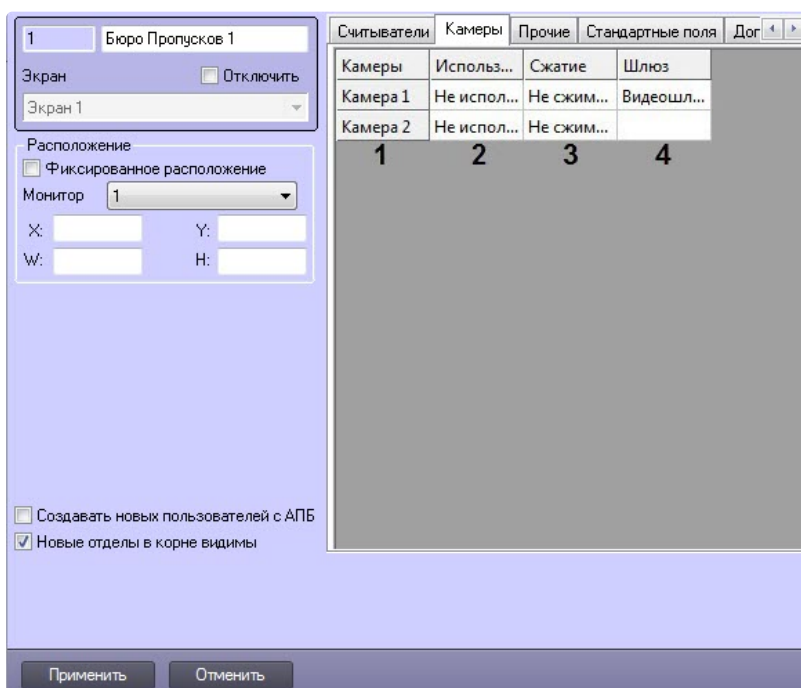 1 Бюро Пропусков 1
Экран Отключить
Экран 1
Расположение
Фиксированное расположение
Монитор 1
X: Y:
W: H:
Создавать новых пользователей с АПБ
Новые отделы в корне видимы
Считыватели Камеры Прочие Стандартные поля Дог
Камеры Использ... Сжатие Шлюз
Камера 1 Не испол... Не сжим... Видеошл...
Камера 2 Не испол... Не сжим...
1 2 3 4
Применить Отменить